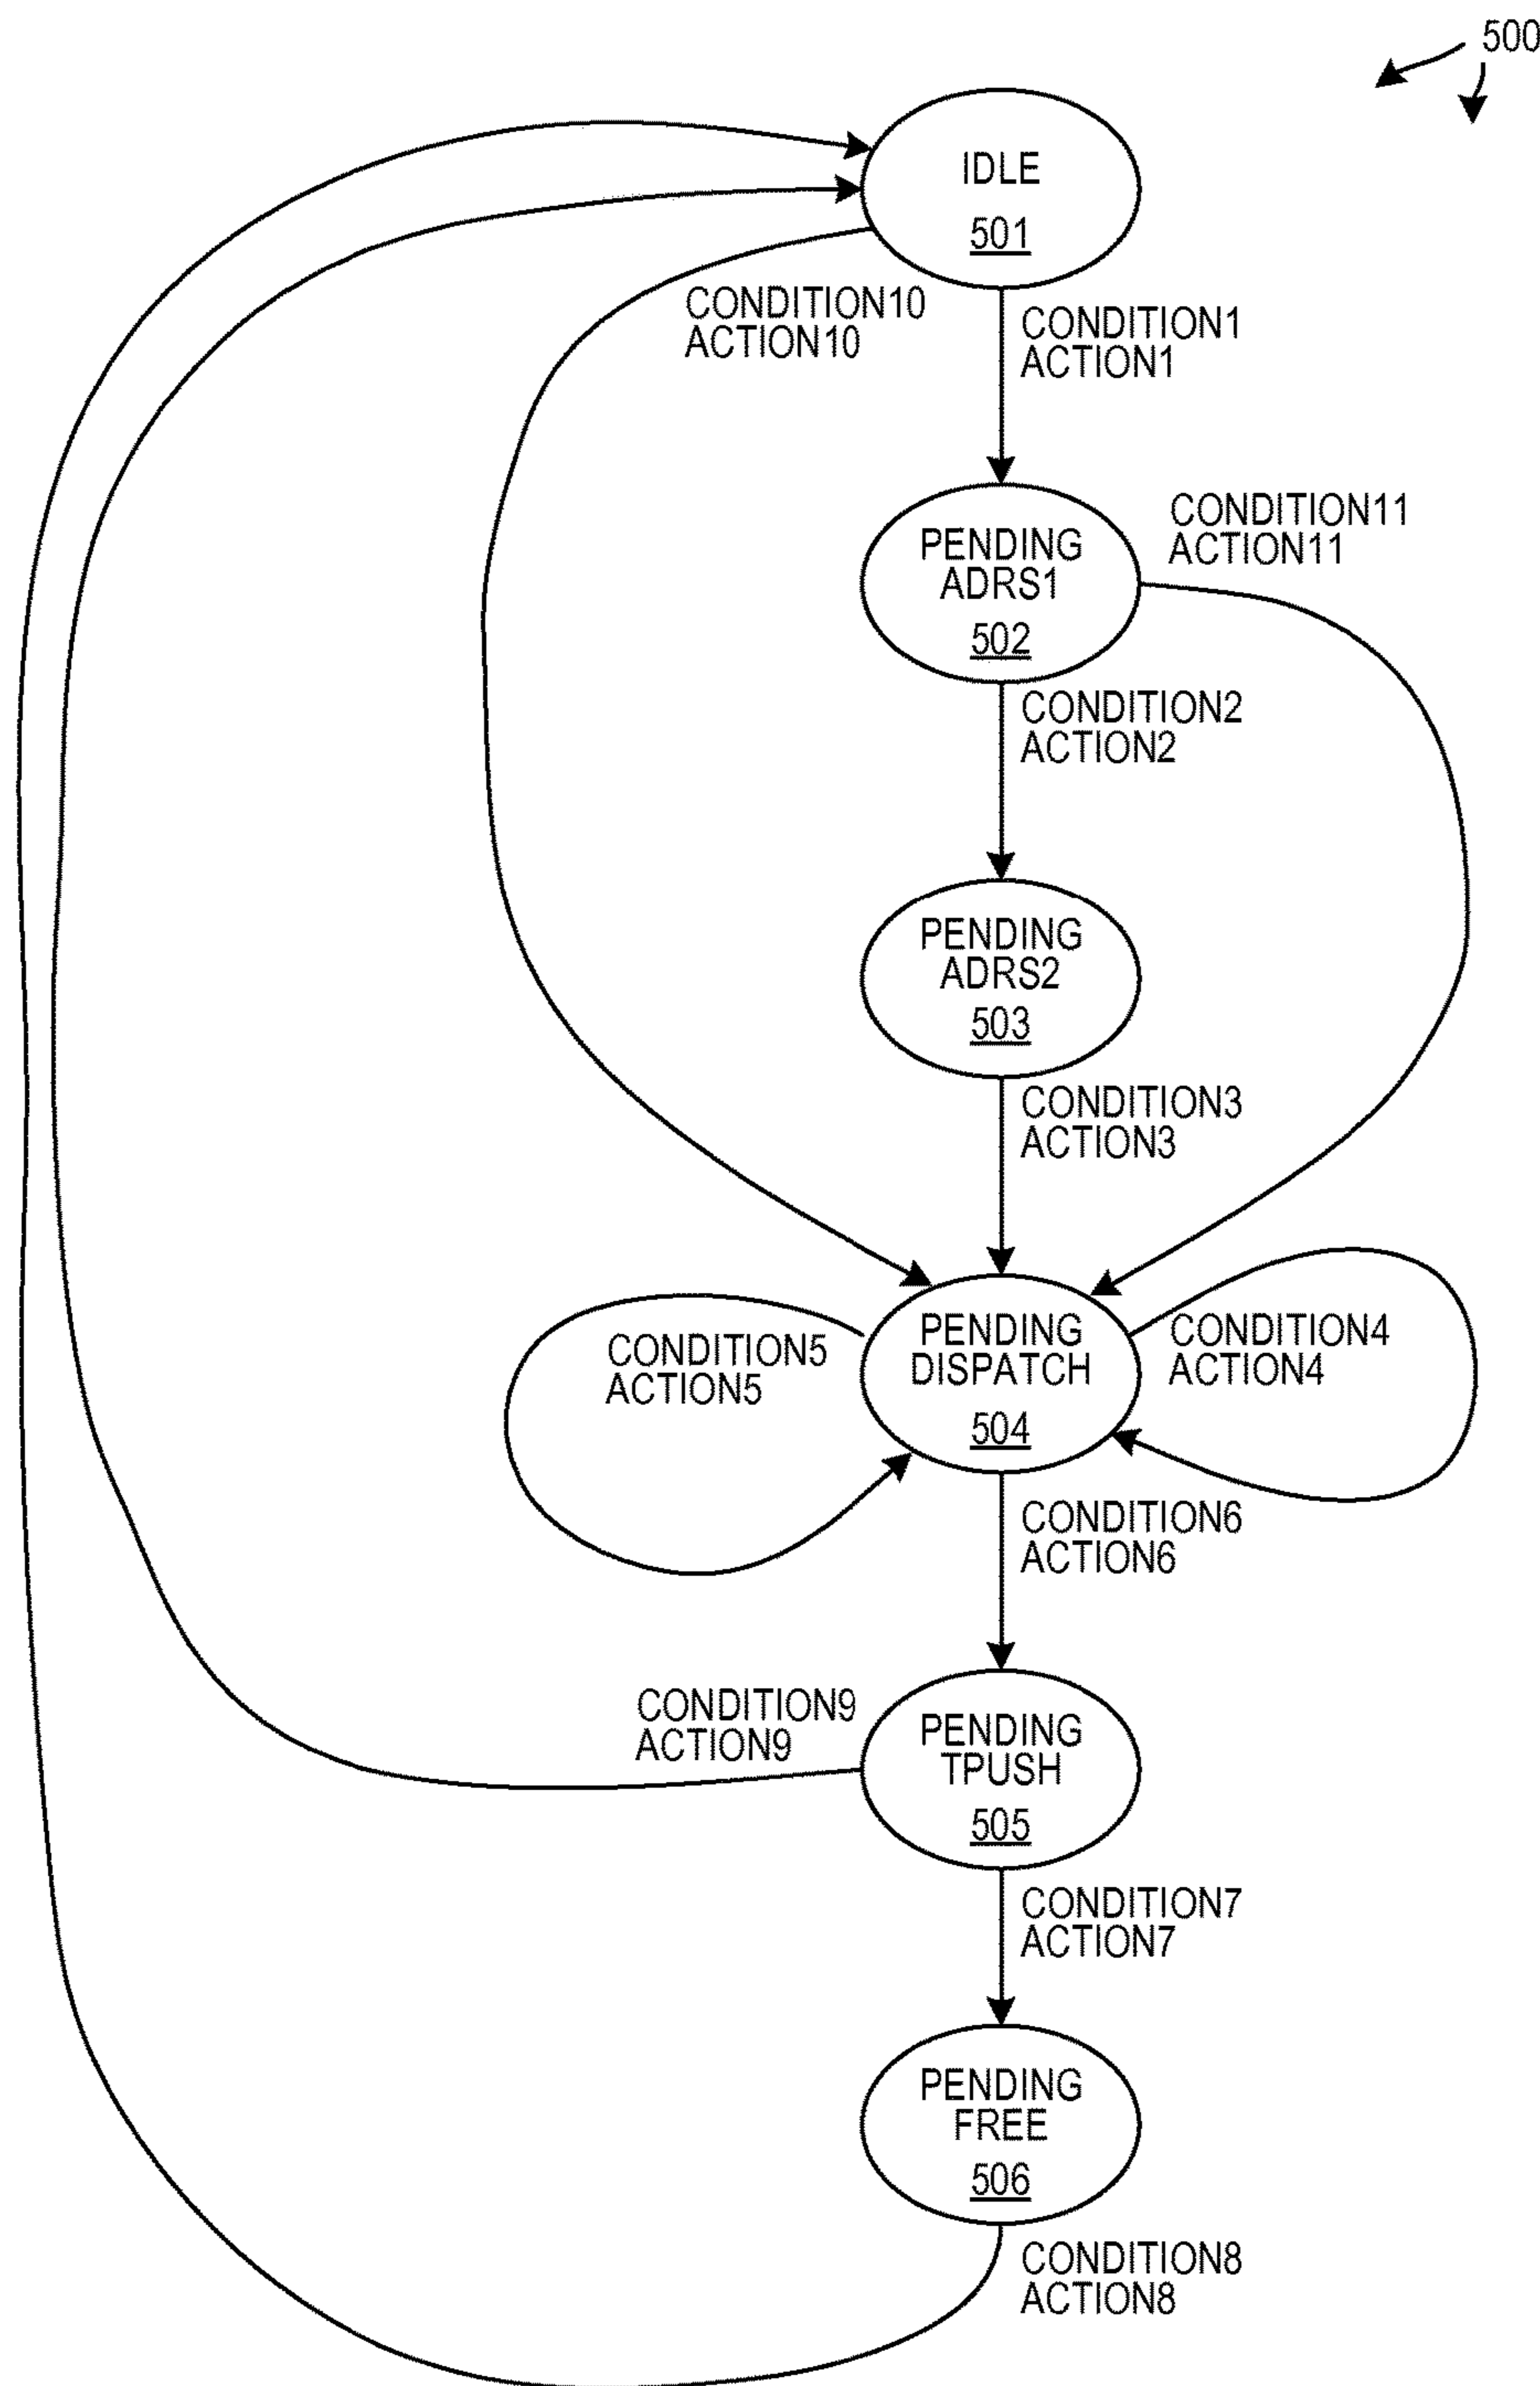 500
IDLE
501
CONDITION10
ACTION10
CONDITION1
ACTION1
PENDING
ADRS1
502
CONDITION11
ACTION11
CONDITION2
ACTION2
PENDING
ADRS2
503
CONDITION3
ACTION3
CONDITION5
ACTION5
PENDING
DISPATCH
504
CONDITION4
ACTION4
CONDITION6
ACTION6
CONDITION9
ACTION9
PENDING
TPUSH
505
CONDITION7
ACTION7
PENDING
FREE
506
CONDITION8
ACTION8